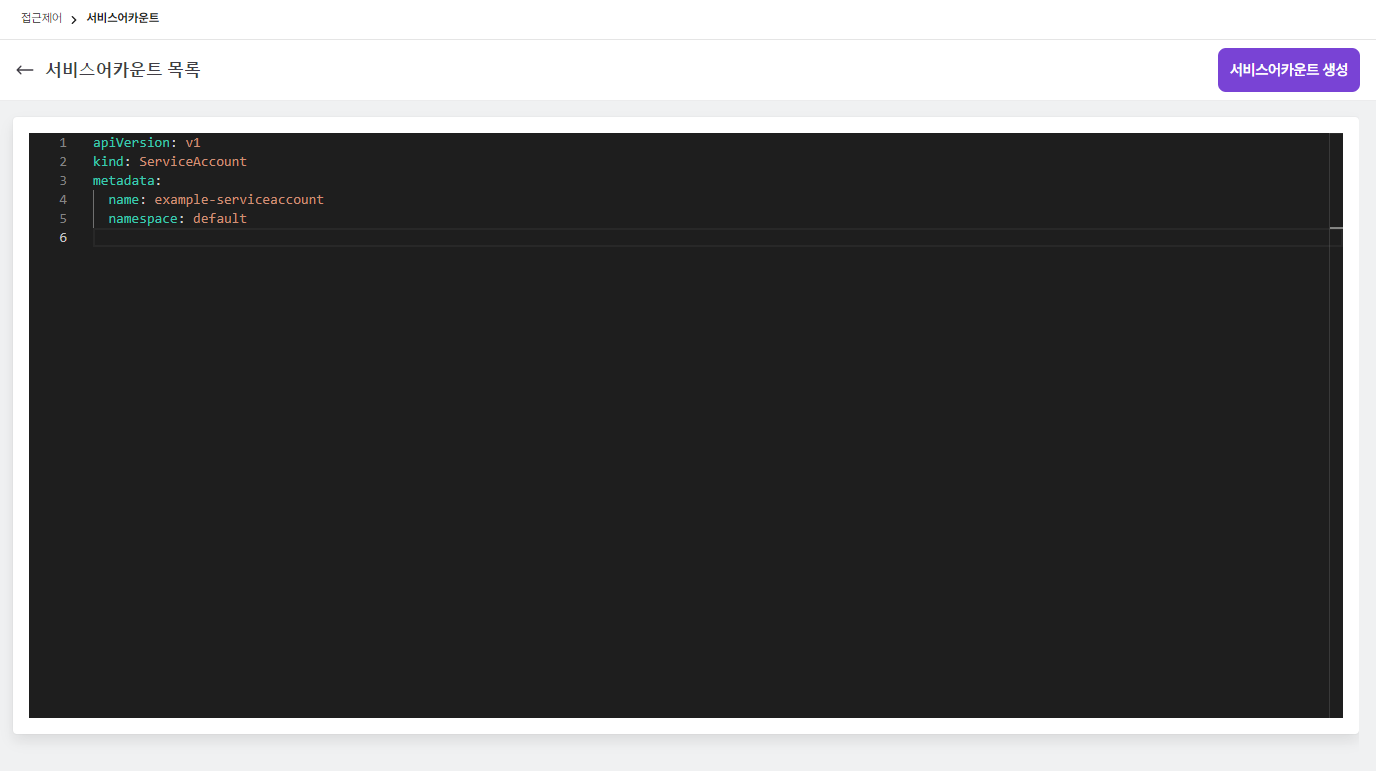 접근제어 > 서비스어카운트
← 서비스어카운트 목록
서비스어카운트 생성
1 apiVersion: v1
2 kind: ServiceAccount
3 metadata:
4   name: example-serviceaccount
5   namespace: default
6